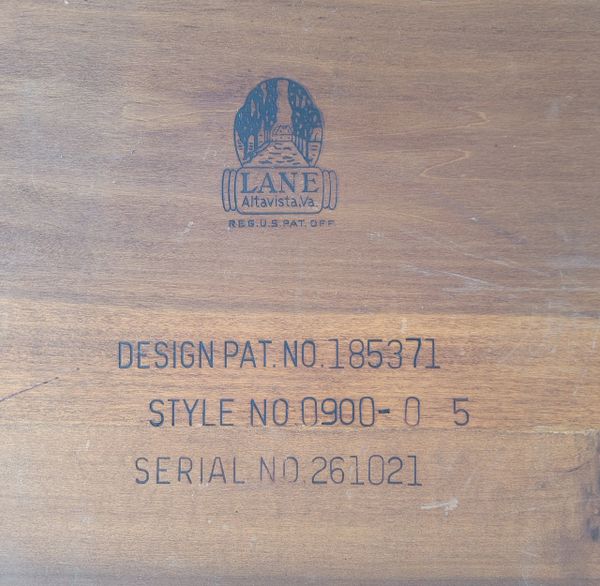 LANE
Altavista,Va.
REG.U.S.PAT.OFF.
DESIGN PAT.NO.185371
STYLE NO.0900-0 5
SERIAL NO.261021